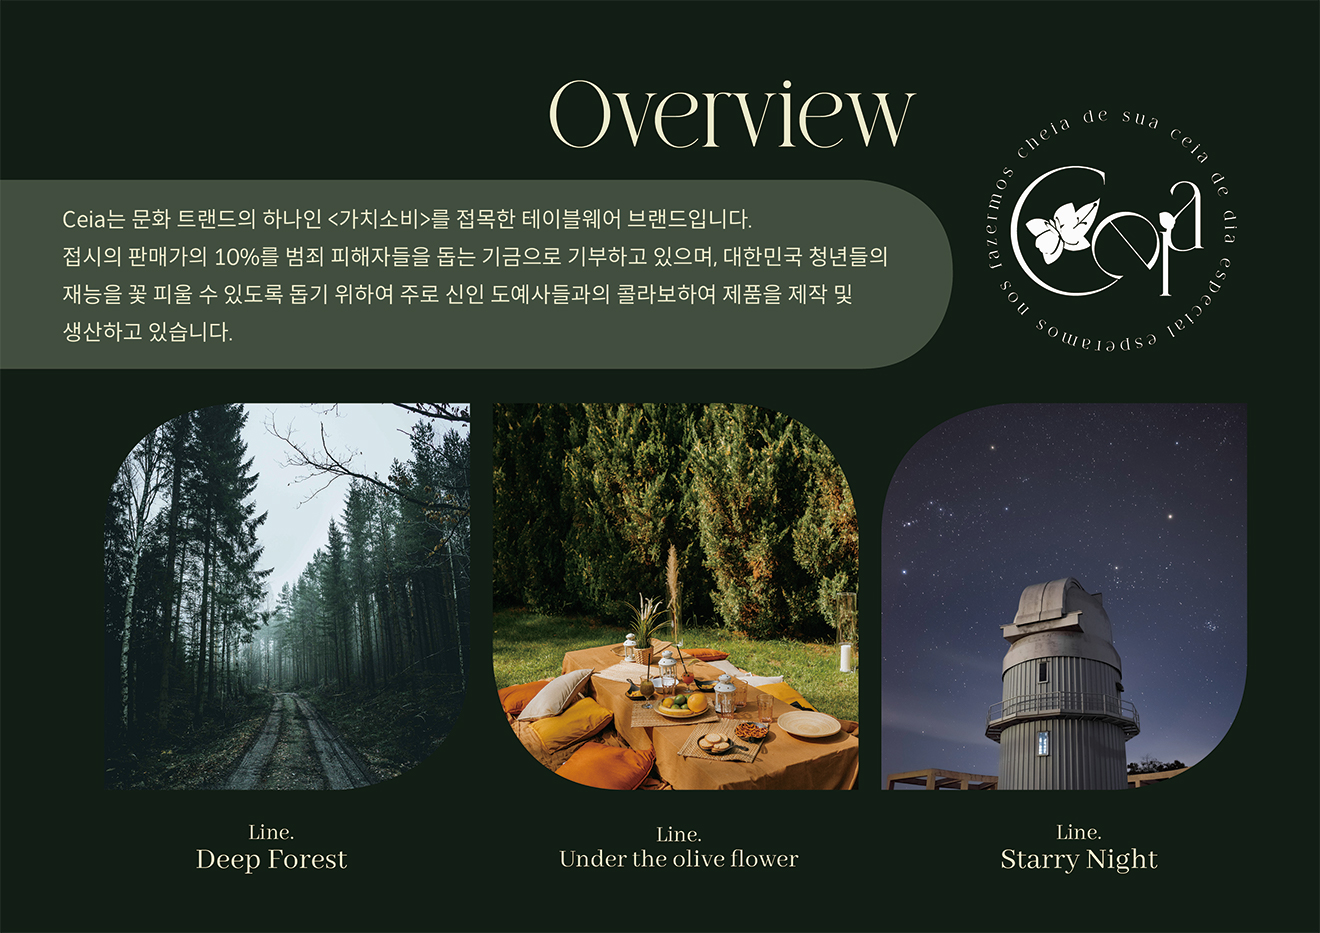 Overview
Ceia는 문화 트랜드의 하나인 <가치소비>를 접목한 테이블웨어 브랜드입니다.
접시의 판매가의 10%를 범죄 피해자들을 돕는 기금으로 기부하고 있으며, 대한민국 청년들의
재능을 꽃 피울 수 있도록 돕기 위하여 주로 신인 도예사들과의 콜라보하여 제품을 제작 및
생산하고 있습니다.
Ceia
nos fazermos cheia de sua ceia de dia especial esperamos
Line.
Deep Forest
Line.
Under the olive flower
Line.
Starry Night